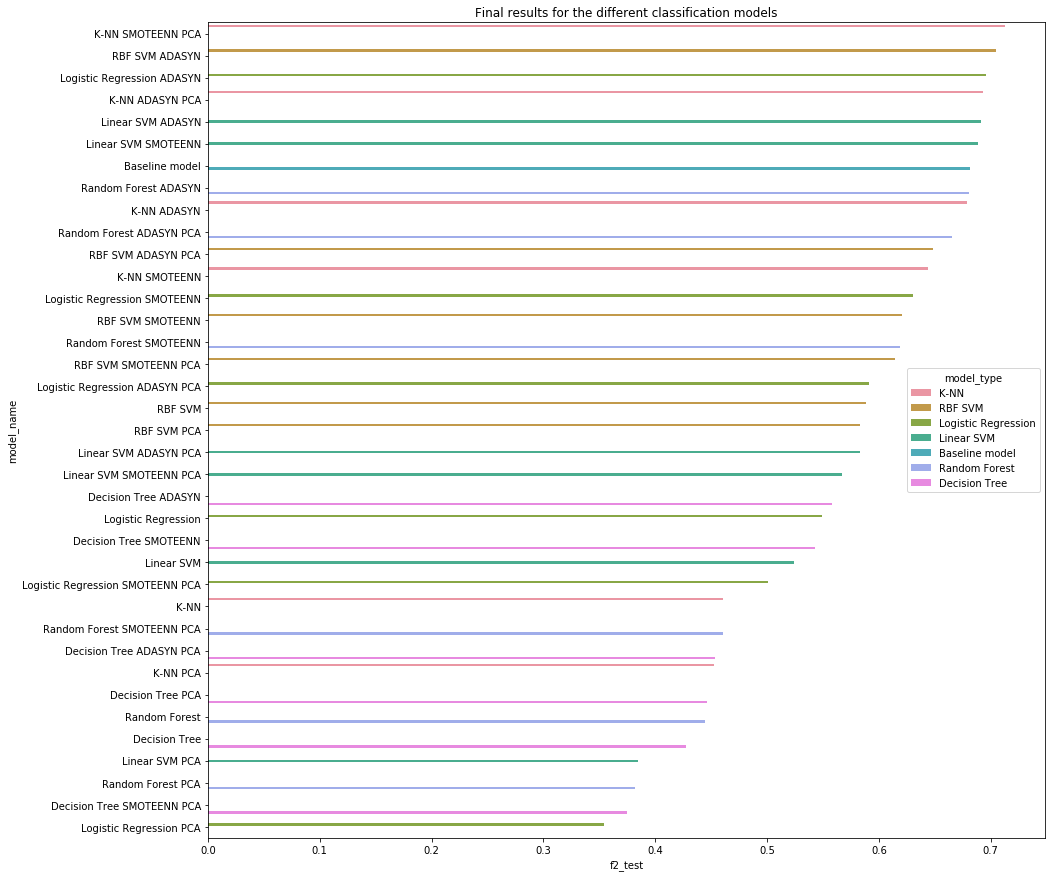 Final results for the different classification models
model_name
K-NN SMOTEENN PCA
RBF SVM ADASYN
Logistic Regression ADASYN
K-NN ADASYN PCA
Linear SVM ADASYN
Linear SVM SMOTEENN
Baseline model
Random Forest ADASYN
K-NN ADASYN
Random Forest ADASYN PCA
RBF SVM ADASYN PCA
K-NN SMOTEENN
Logistic Regression SMOTEENN
RBF SVM SMOTEENN
Random Forest SMOTEENN
RBF SVM SMOTEENN PCA
Logistic Regression ADASYN PCA
RBF SVM
RBF SVM PCA
Linear SVM ADASYN PCA
Linear SVM SMOTEENN PCA
Decision Tree ADASYN
Logistic Regression
Decision Tree SMOTEENN
Linear SVM
Logistic Regression SMOTEENN PCA
K-NN
Random Forest SMOTEENN PCA
Decision Tree ADASYN PCA
K-NN PCA
Decision Tree PCA
Random Forest
Decision Tree
Linear SVM PCA
Random Forest PCA
Decision Tree SMOTEENN PCA
Logistic Regression PCA
model_type
K-NN
RBF SVM
Logistic Regression
Linear SVM
Baseline model
Random Forest
Decision Tree
0.0 0.1 0.2 0.3 0.4 0.5 0.6 0.7
f2_test